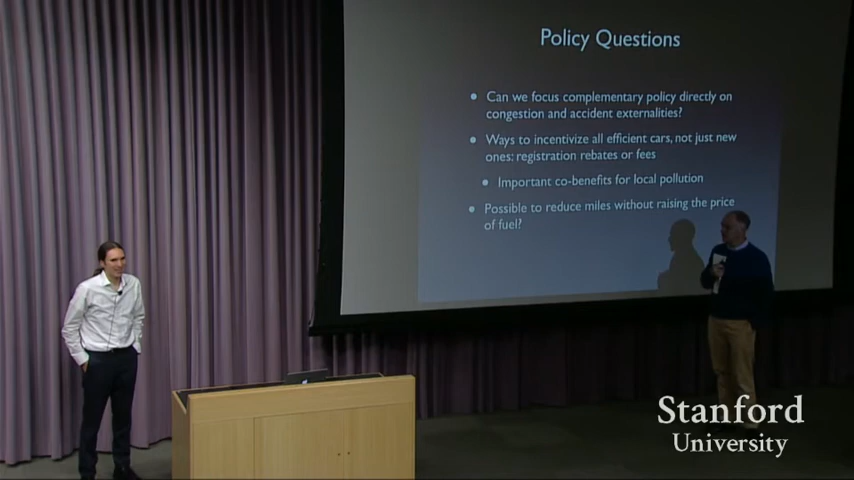 Policy Questions
Can we focus complementary policy directly on
congestion and accident externalities?
Ways to incentivize all efficient cars, not just new
ones: registration rebates or fees
Important co-benefits for local pollution
Possible to reduce miles without raising the price
of fuel?
Stanford
University